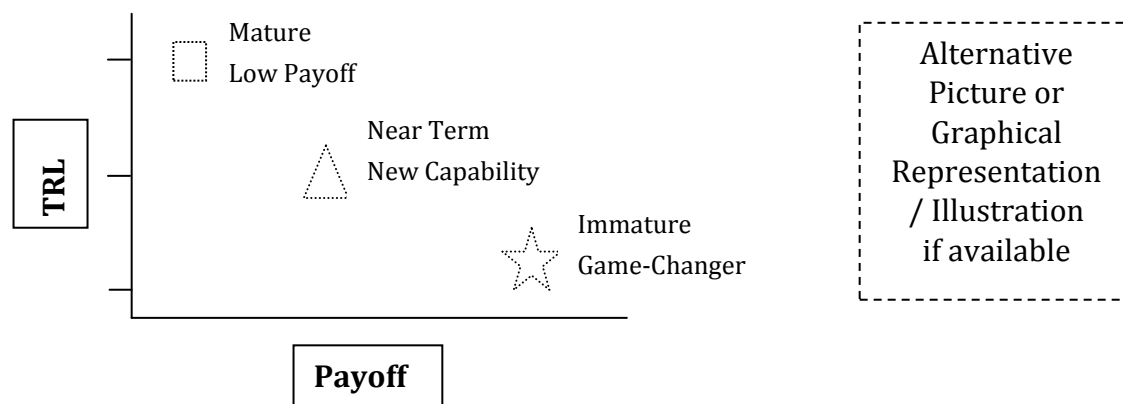 Mature
Low Payoff
Near Term
New Capability
Immature
Game-Changer
TRL
Payoff
Alternative
Picture or
Graphical
Representation
/ Illustration
if available